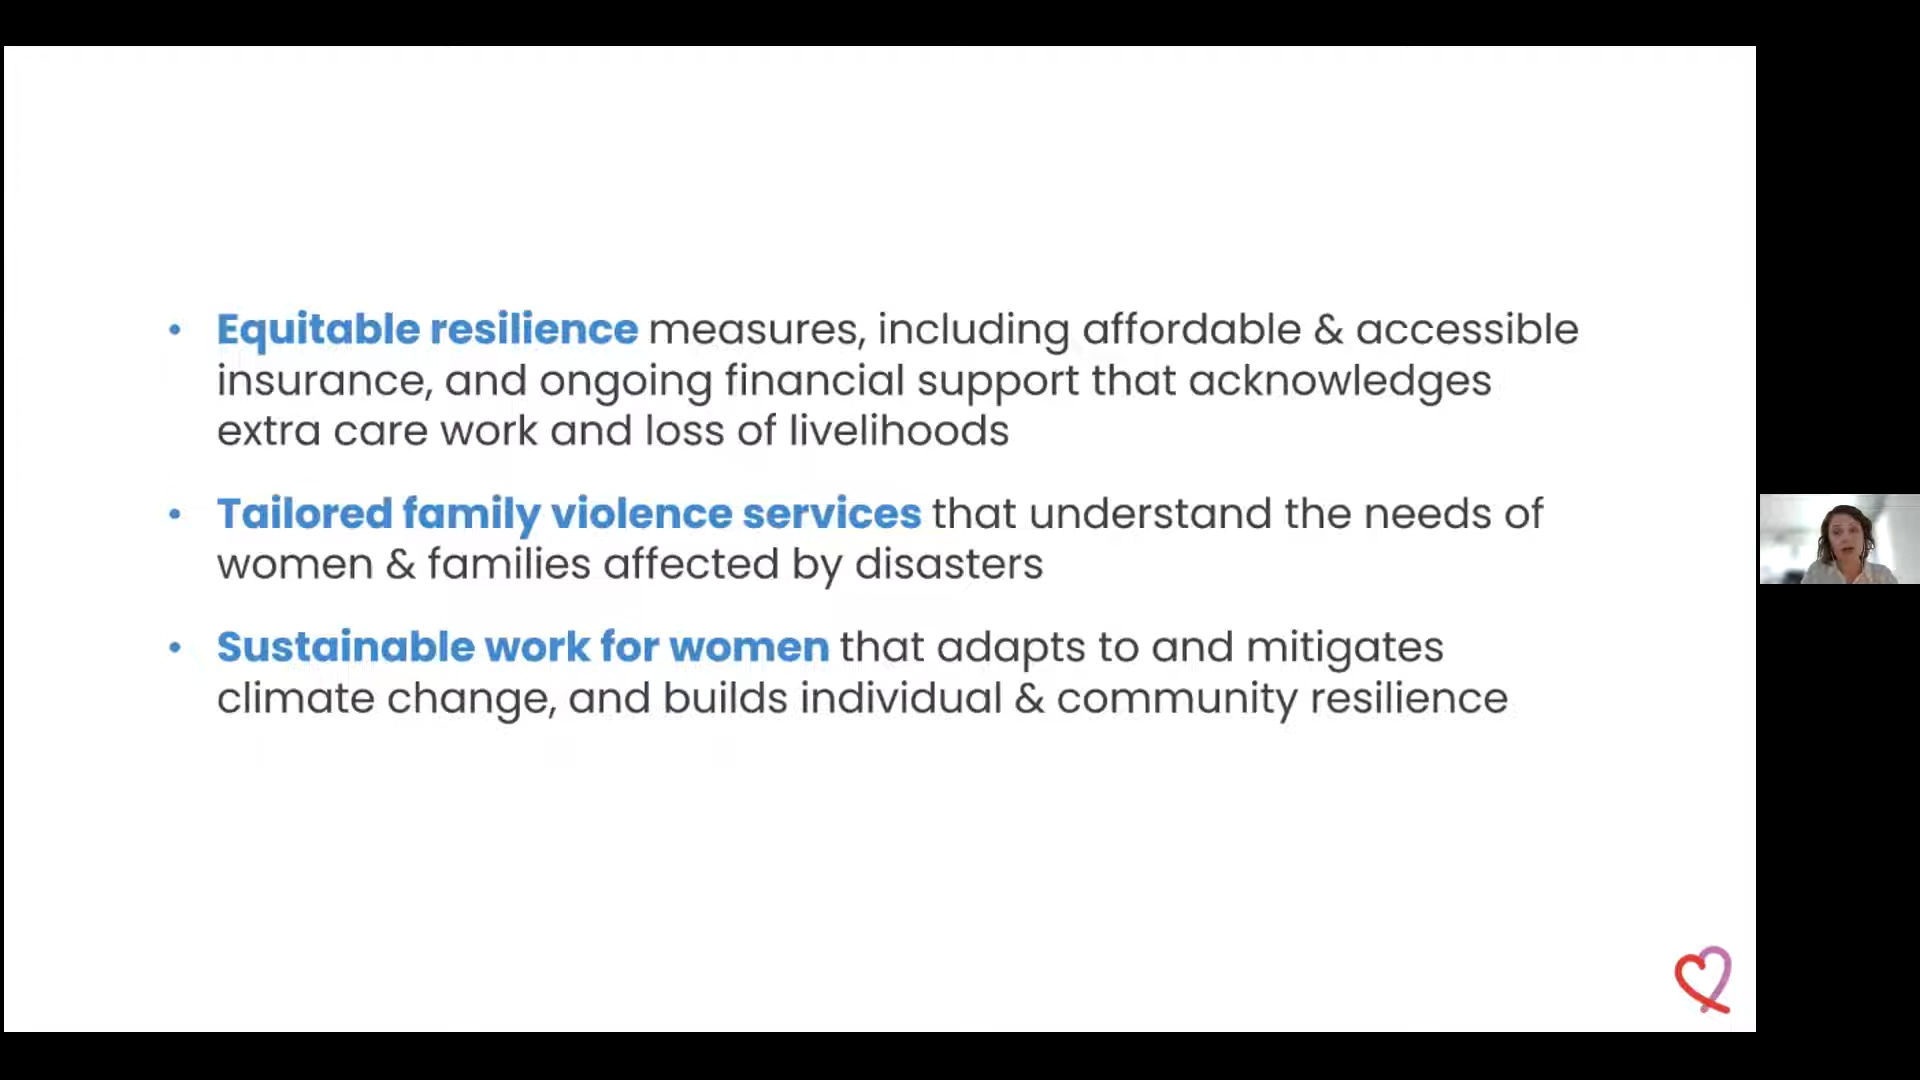 • Equitable resilience measures, including affordable & accessible
insurance, and ongoing financial support that acknowledges
extra care work and loss of livelihoods
• Tailored family violence services that understand the needs of
women & families affected by disasters
• Sustainable work for women that adapts to and mitigates
climate change, and builds individual & community resilience